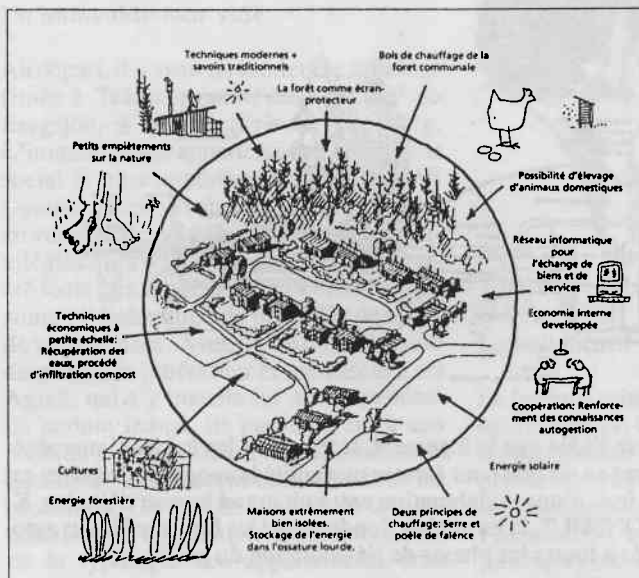 Techniques modernes +
savoirs traditionnels
Bois de chauffage de la
foret communale
La forêt comme écran-
protecteur
Petits empiètements
sur la nature
Possibilité d'élevage
d'animaux domestiques
Réseau informatique
pour
l'échange de
biens et de
services
Economie interne
developpée
Techniques
économiques à
petite échelle:
Récupération des
eaux, procédé
d'infiltration compost
Coopération: Renforce-
ment des connaissances
autogestion
Cultures
Energie forestière
Maisons extrêmement
bien isolées.
Stockage de l'energie
dans l'ossature lourde.
Energie solaire
Deux principes de
chauffage: Serre et
poêle de faïence